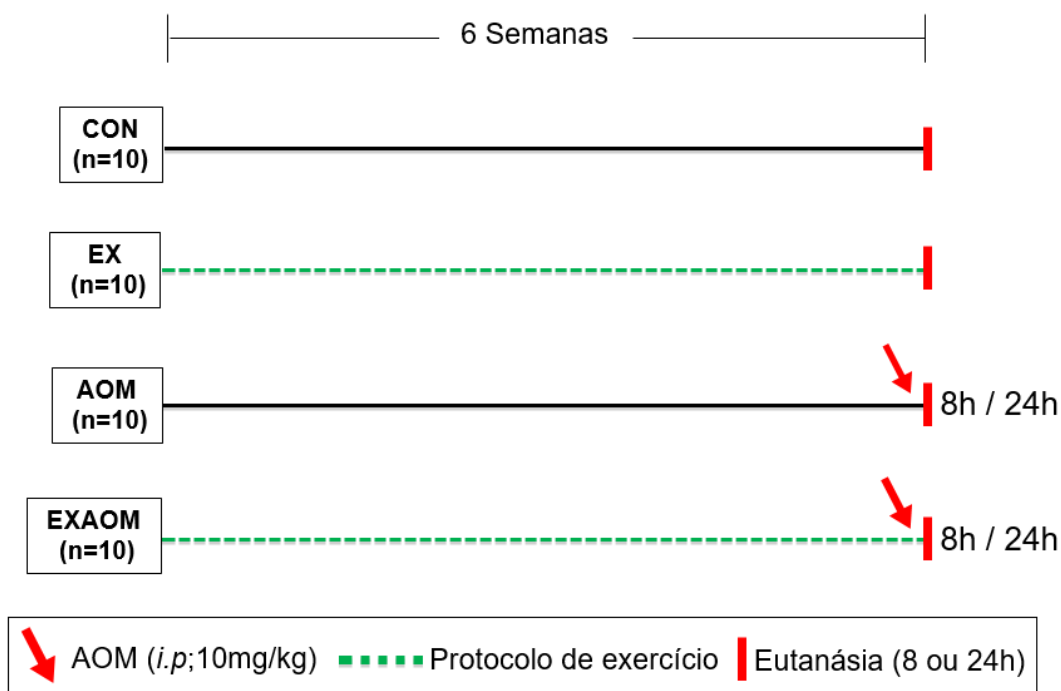 6 Semanas
CON
(n=10)
EX
(n=10)
AOM
(n=10)
8h / 24h
EXAOM
(n=10)
8h / 24h
AOM (i.p;10mg/kg) Protocolo de exercício Eutanásia (8 ou 24h)